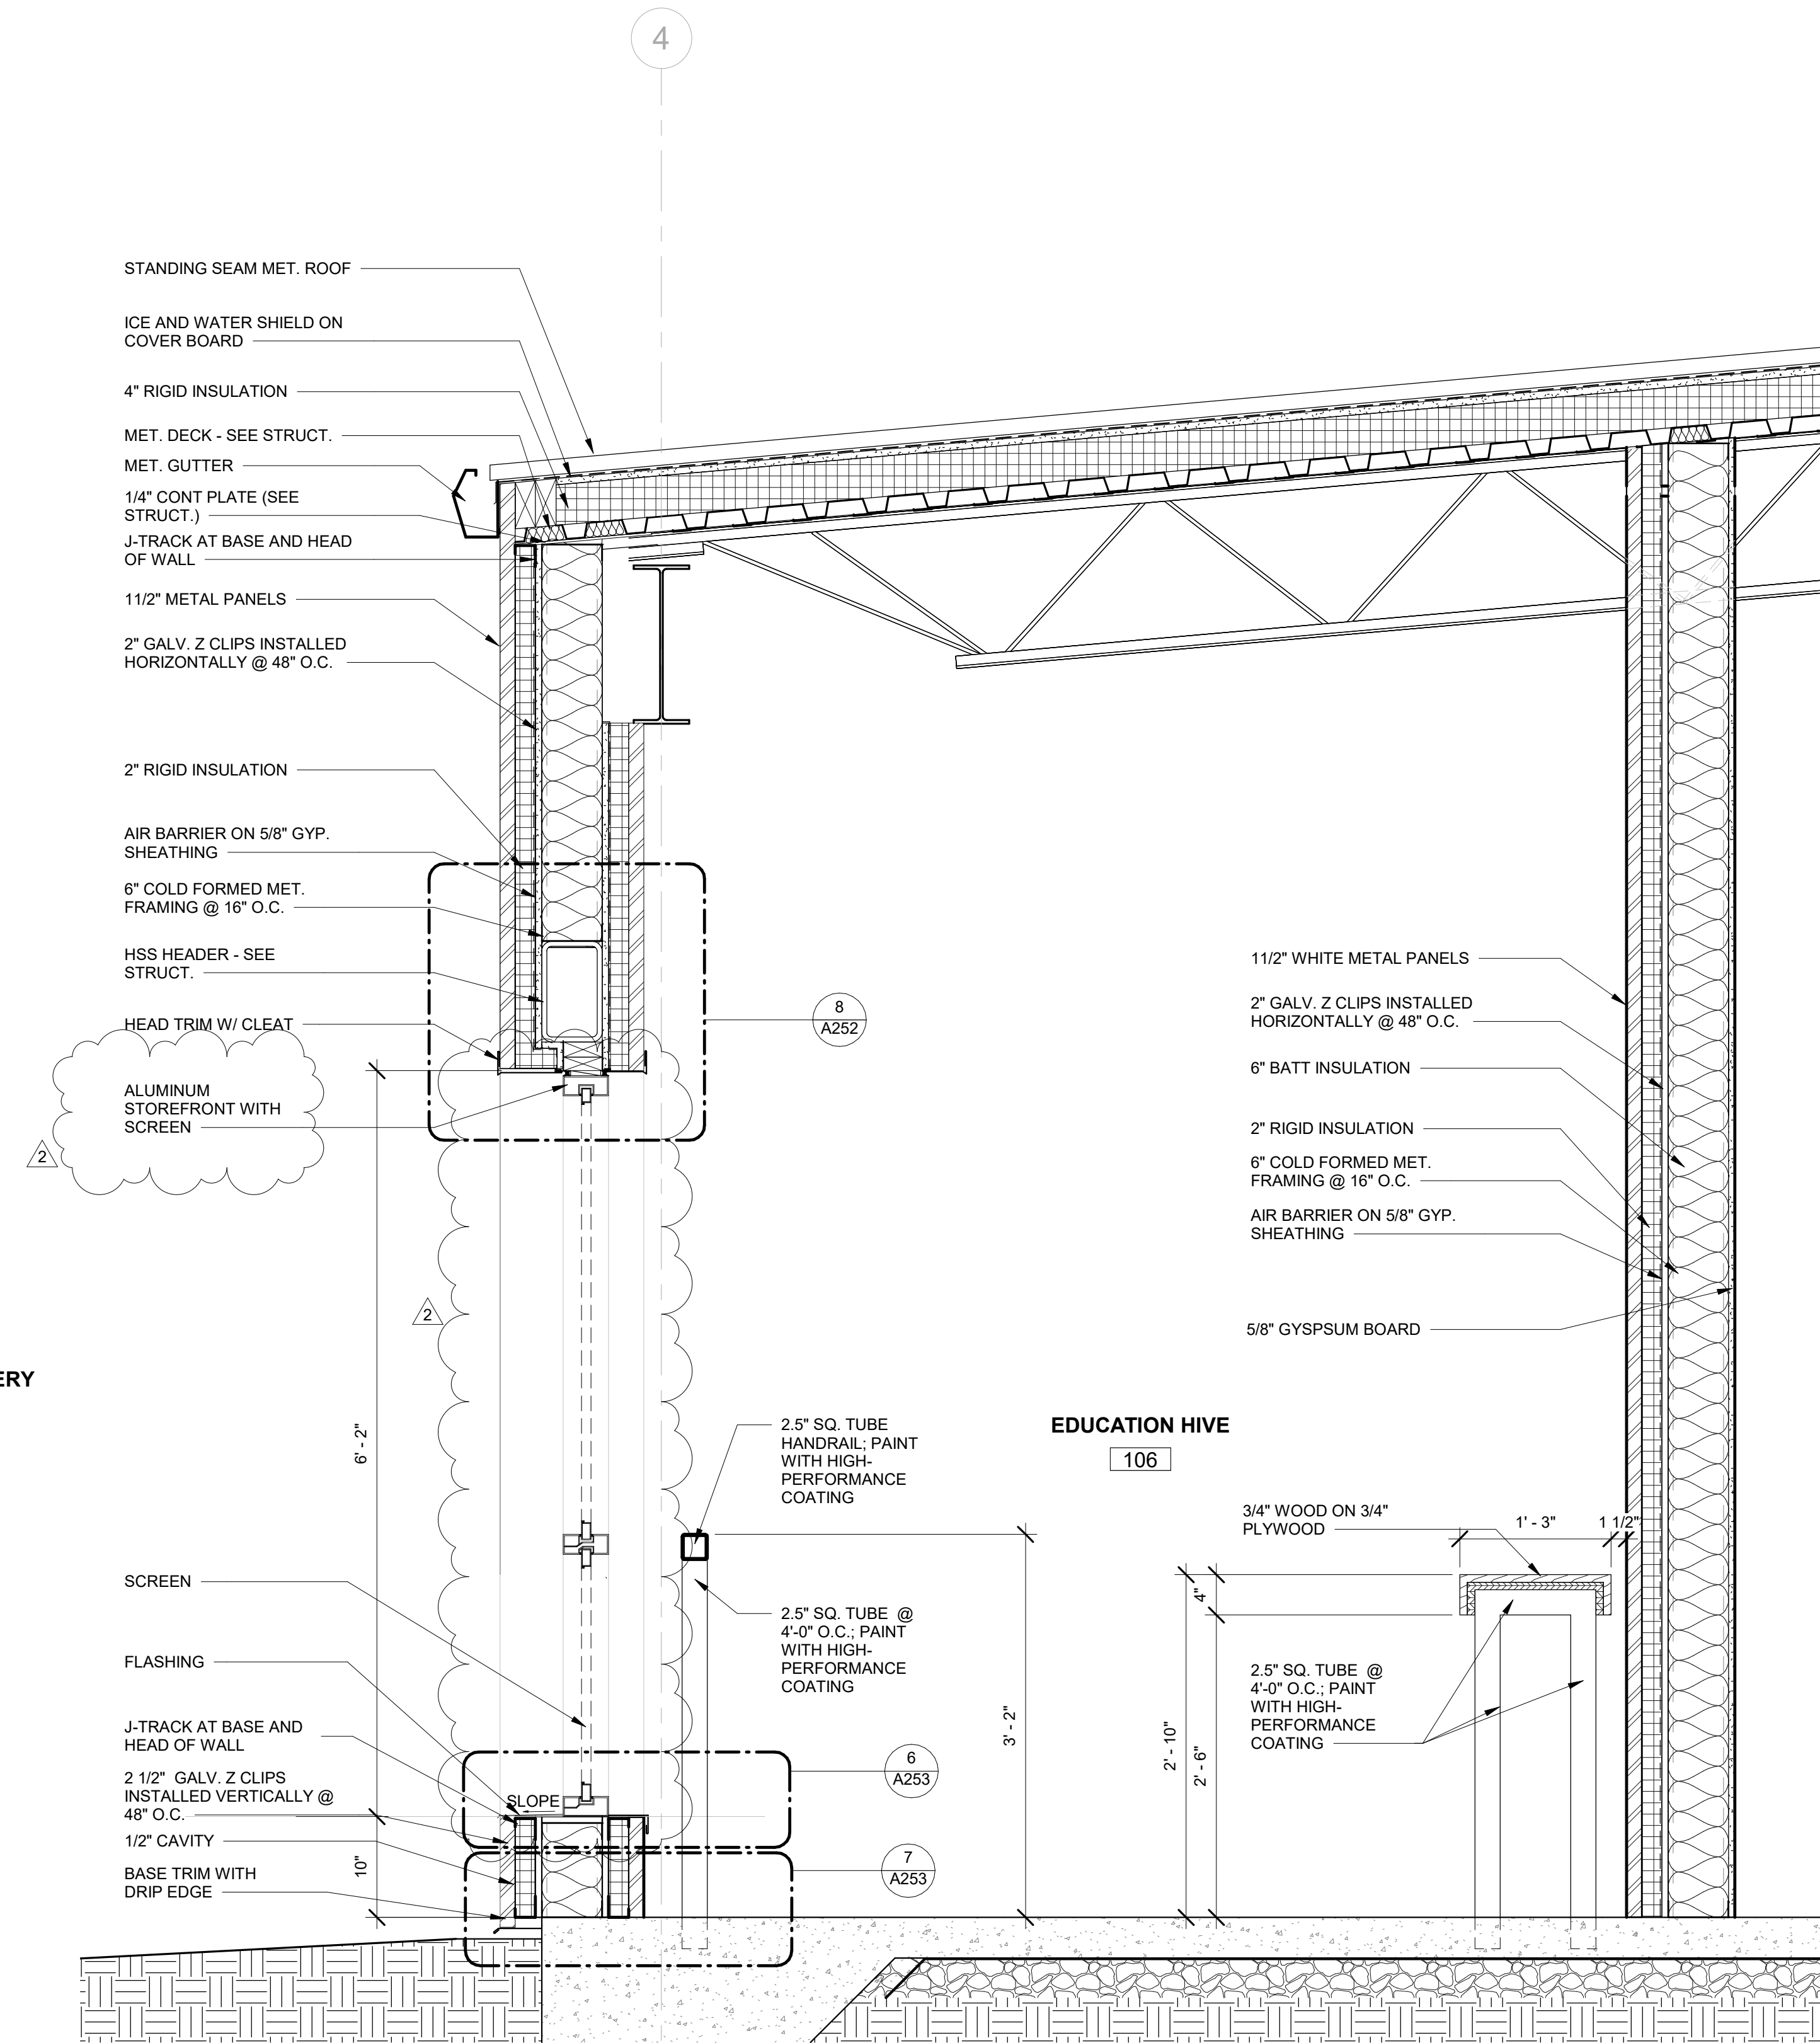 4
STANDING SEAM MET. ROOF
ICE AND WATER SHIELD ON
COVER BOARD
4" RIGID INSULATION
MET. DECK - SEE STRUCT.
MET. GUTTER
1/4" CONT PLATE (SEE
STRUCT.)
J-TRACK AT BASE AND HEAD
OF WALL
11/2" METAL PANELS
2" GALV. Z CLIPS INSTALLED
HORIZONTALLY @ 48" O.C.
2" RIGID INSULATION
AIR BARRIER ON 5/8" GYP.
SHEATHING
6" COLD FORMED MET.
FRAMING @ 16" O.C.
HSS HEADER - SEE
STRUCT.
HEAD TRIM W/ CLEAT
ALUMINUM
STOREFRONT WITH
SCREEN
2
8
A252
2
ERY
6' - 2"
SCREEN
FLASHING
J-TRACK AT BASE AND
HEAD OF WALL
2 1/2" GALV. Z CLIPS
INSTALLED VERTICALLY @
48" O.C.
1/2" CAVITY
BASE TRIM WITH
DRIP EDGE
10"
SLOPE
2.5" SQ. TUBE
HANDRAIL; PAINT
WITH HIGH-
PERFORMANCE
COATING
2.5" SQ. TUBE @
4'-0" O.C.; PAINT
WITH HIGH-
PERFORMANCE
COATING
6
A253
7
A253
3' - 2"
EDUCATION HIVE
106
11/2" WHITE METAL PANELS
2" GALV. Z CLIPS INSTALLED
HORIZONTALLY @ 48" O.C.
6" BATT INSULATION
2" RIGID INSULATION
6" COLD FORMED MET.
FRAMING @ 16" O.C.
AIR BARRIER ON 5/8" GYP.
SHEATHING
5/8" GYSPSUM BOARD
3/4" WOOD ON 3/4"
PLYWOOD
1' - 3"
1 1/2"
4"
2' - 10"
2' - 6"
2.5" SQ. TUBE @
4'-0" O.C.; PAINT
WITH HIGH-
PERFORMANCE
COATING